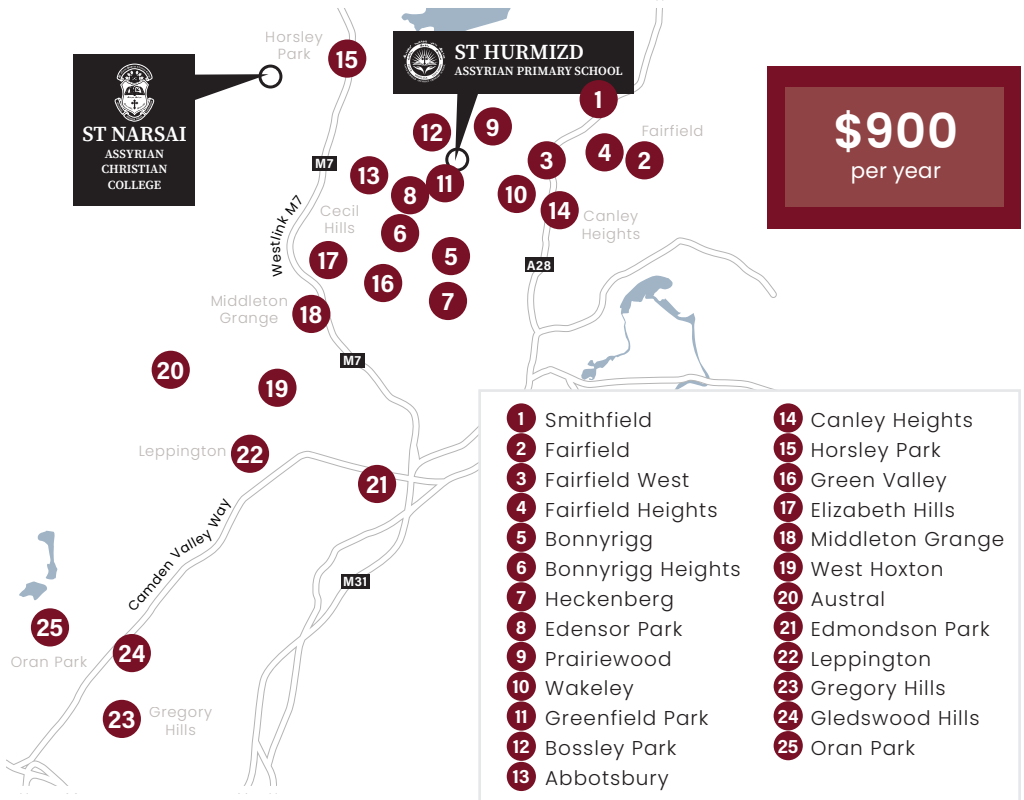 Horsley
Park
15
ST NARSAI
ASSYRIAN
CHRISTIAN
COLLEGE
ST HURMIZD
ASSYRIAN PRIMARY SCHOOL
$900
per year
1
9
12
Fairfield
4
2
3
M7
13
11
8
10
14
Cecil
Hills
Canley
Heights
Westlink M7
6
5
17
A28
16
7
Middleton
Grange
18
M7
20
19
Leppington
22
21
Camden Valley Way
M31
25
Oran Park
24
23
Gregory
Hills
1 Smithfield
2 Fairfield
3 Fairfield West
4 Fairfield Heights
5 Bonnyrigg
6 Bonnyrigg Heights
7 Heckenberg
8 Edensor Park
9 Prairiewood
10 Wakeley
11 Greenfield Park
12 Bossley Park
13 Abbotsbury
14 Canley Heights
15 Horsley Park
16 Green Valley
17 Elizabeth Hills
18 Middleton Grange
19 West Hoxton
20 Austral
21 Edmondson Park
22 Leppington
23 Gregory Hills
24 Gledswood Hills
25 Oran Park